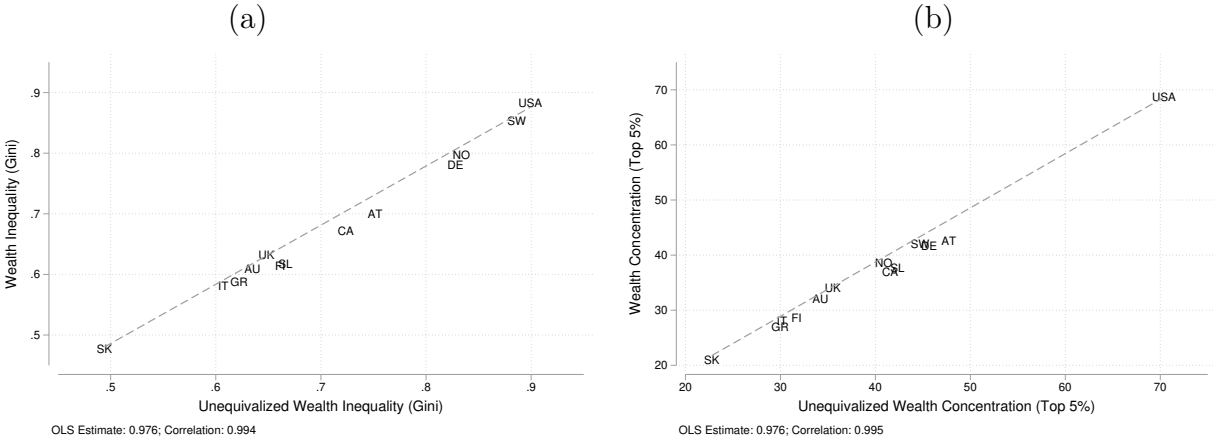 (a)
Wealth Inequality (Gini)
.9
.8
.7
.6
.5
USA
SW
NO
DE
AT
CA
UK
FI
SL
AU
IT
GR
SK
.5 .6 .7 .8 .9
Unequivalized Wealth Inequality (Gini)
OLS Estimate: 0.976; Correlation: 0.994
(b)
Wealth Concentration (Top 5%)
70
60
50
40
30
20
USA
SW
DE
AT
NO
CA
SL
UK
AU
IT
FI
GR
SK
20 30 40 50 60 70
Unequivalized Wealth Concentration (Top 5%)
OLS Estimate: 0.976; Correlation: 0.995